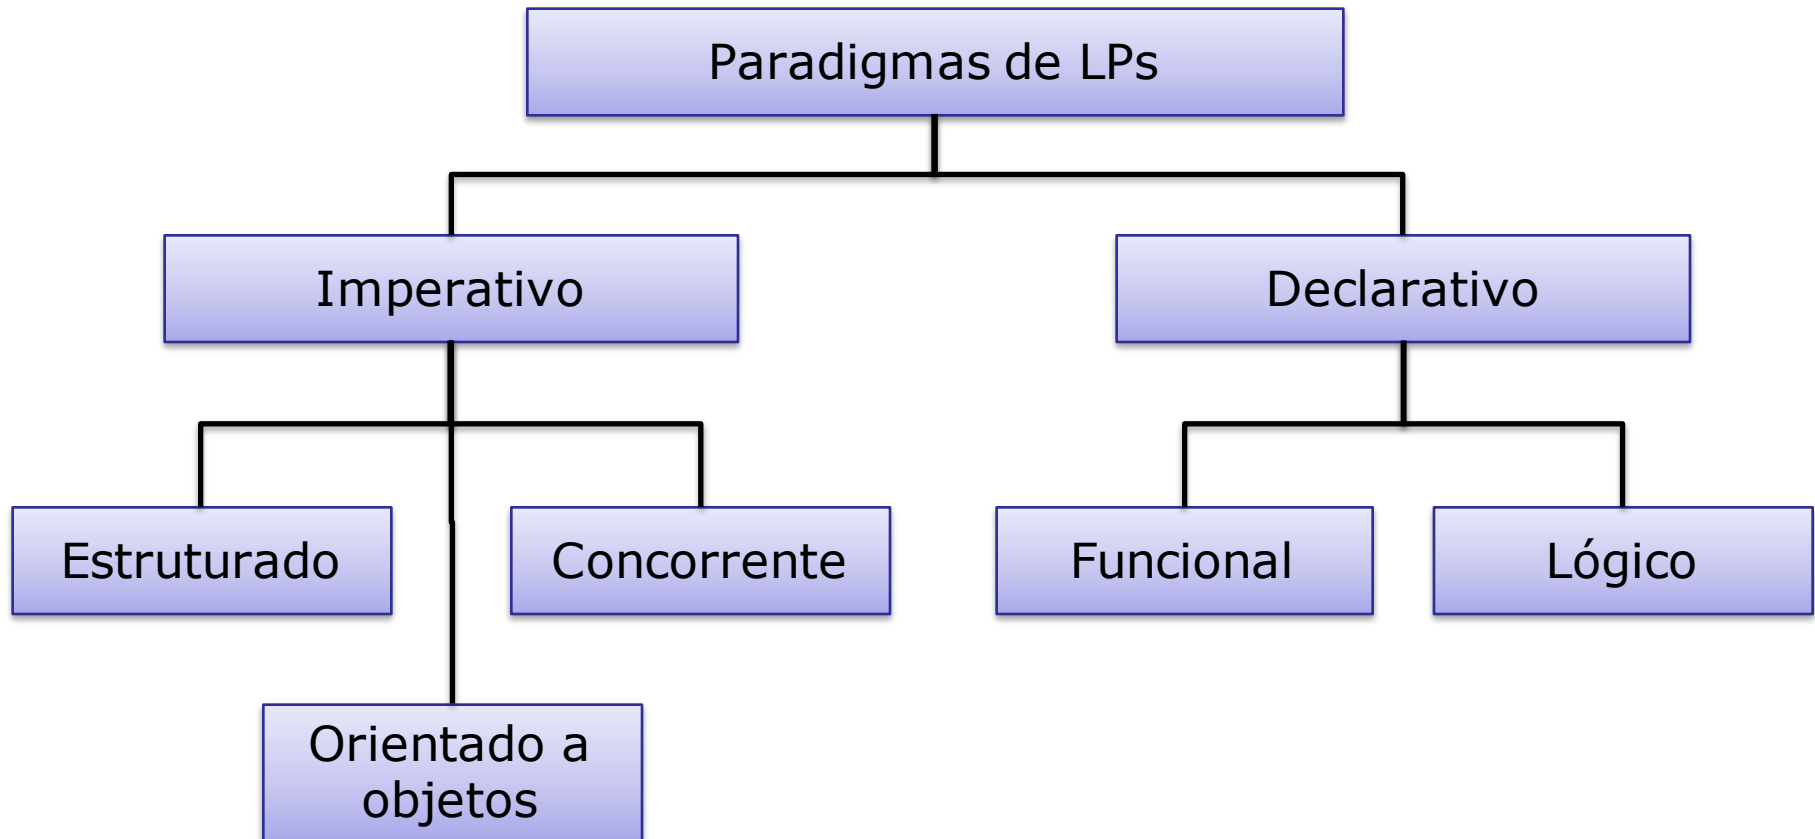 Paradigmas de LPs
Imperativo
Declarativo
Estruturado
Concorrente
Funcional
Lógico
Orientado a
objetos